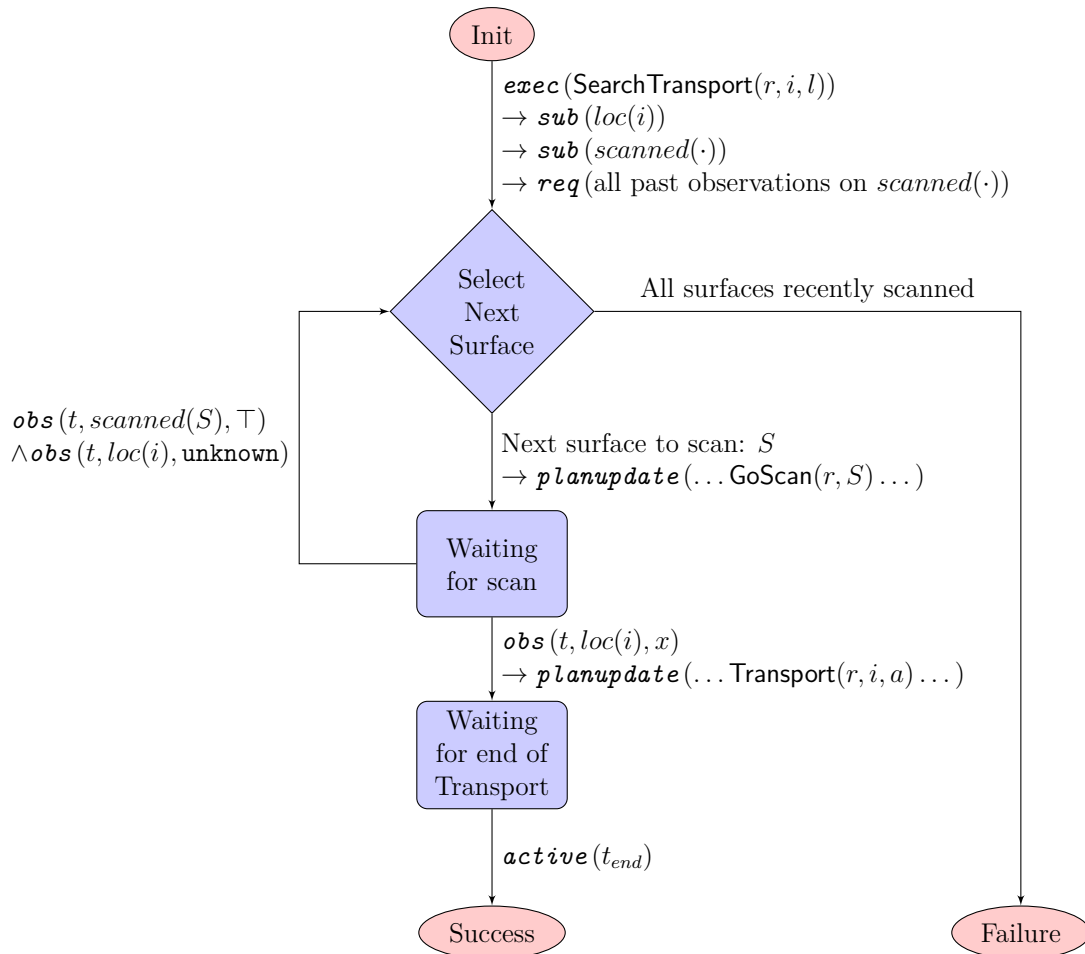 Init
exec(SearchTransport(r, i, l))
→ sub(loc(i))
→ sub(scanned(·))
→ req(all past observations on scanned(·))
Select
Next
Surface
All surfaces recently scanned
obs(t, scanned(S), ⊤)
∧obs(t, loc(i), unknown)
Next surface to scan: S
→ planupdate(...GoScan(r, S)...)
Waiting
for scan
obs(t, loc(i), x)
→ planupdate(...Transport(r, i, a)...)
Waiting
for end of
Transport
active(t_end)
Success
Failure